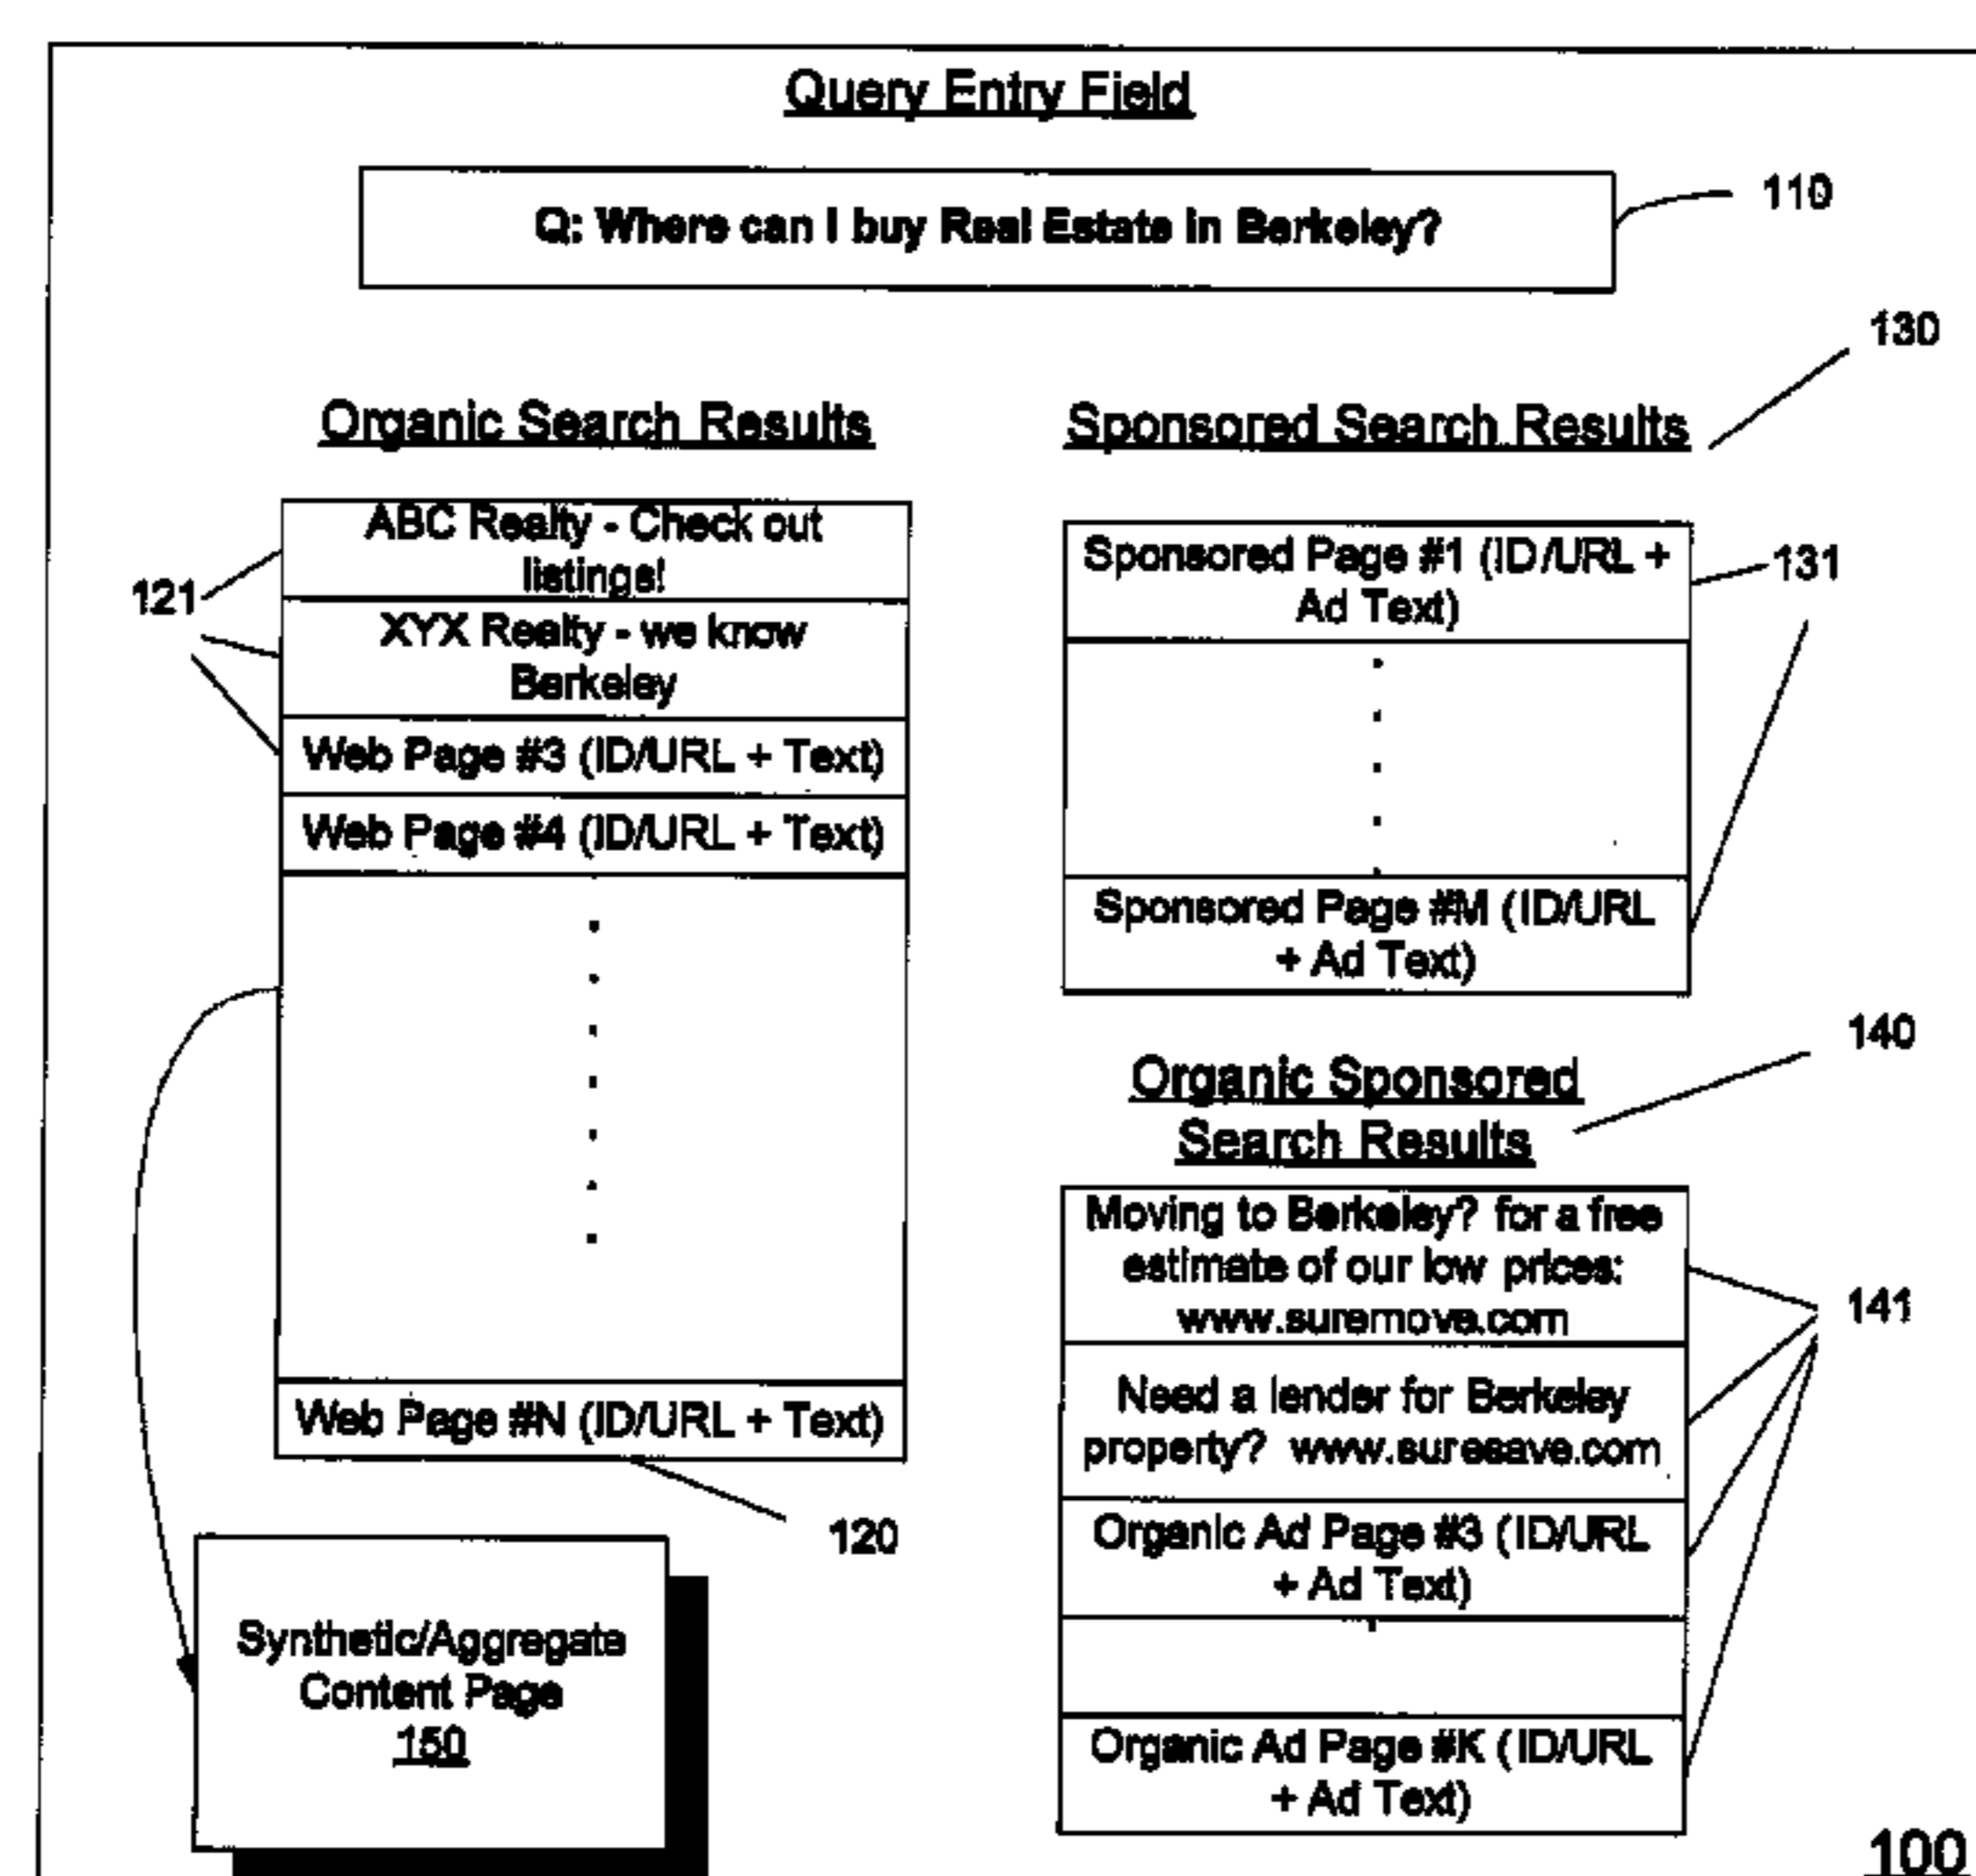 Query Entry Field
Q: Where can I buy Real Estate in Berkeley?
110
130
Organic Search Results
ABC Realty - Check out
listings!
121
XYX Realty - we know
Berkeley
Web Page #3 (ID/URL + Text)
Web Page #4 (ID/URL + Text)
Web Page #N (ID/URL + Text)
120
Sponsored Search Results
Sponsored Page #1 (ID/URL +
Ad Text)
131
Sponsored Page #M (ID/URL
+ Ad Text)
140
Organic Sponsored
Search Results
Moving to Berkeley? for a free
estimate of our low prices:
www.suremove.com
141
Need a lender for Berkeley
property? www.suresave.com
Organic Ad Page #3 (ID/URL
+ Ad Text)
Organic Ad Page #K (ID/URL
+ Ad Text)
Synthetic/Aggregate
Content Page
150
100